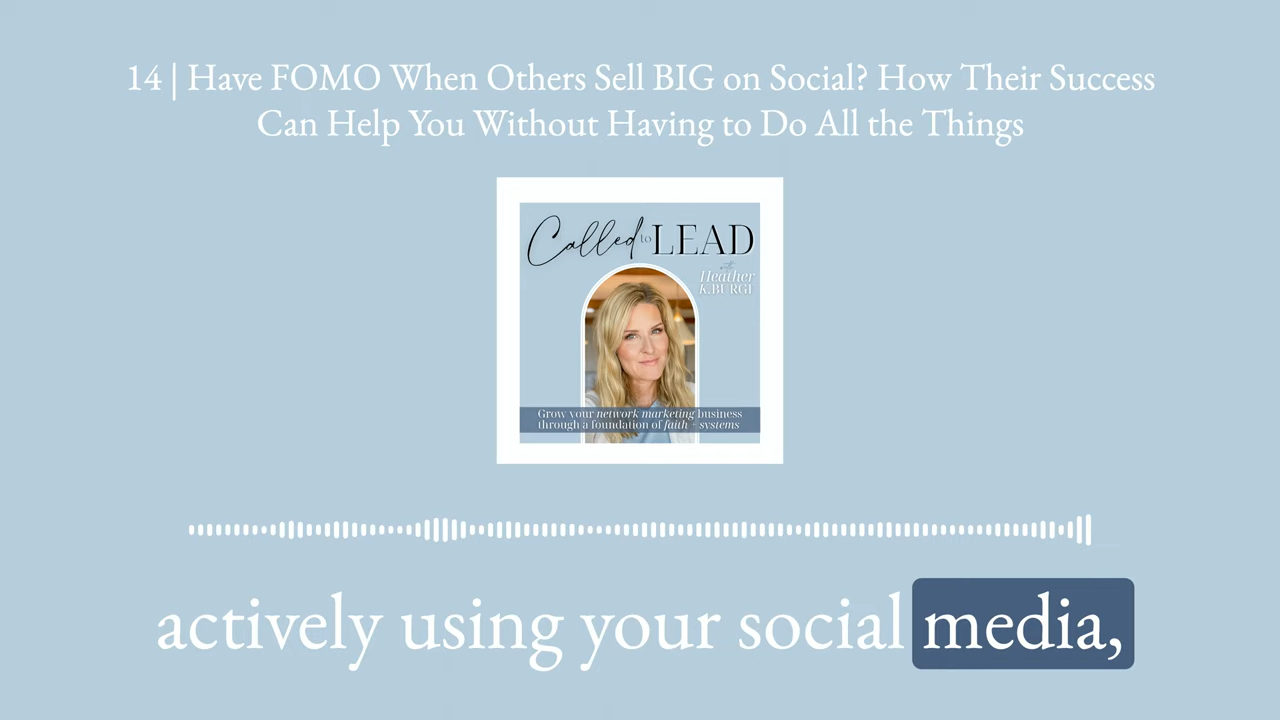 14 | Have FOMO When Others Sell BIG on Social? How Their Success
Can Help You Without Having to Do All the Things
Called to LEAD
with
Heather
K.BURGI
Grow your network marketing business
through a foundation of faith + systems
actively using your social media,